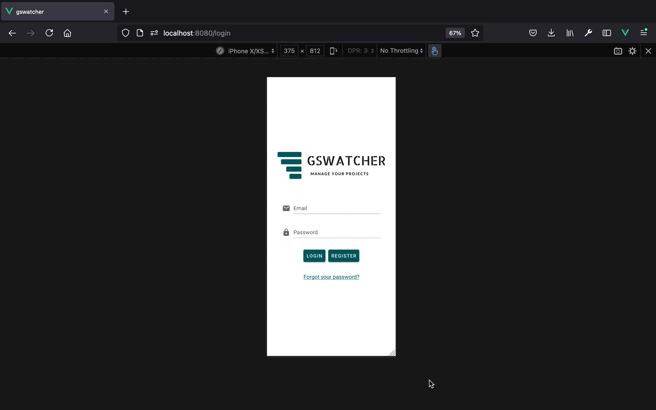 gswatcher
localhost:8080/login
67%
iPhone X/XS...
375 × 812
DPR: 3
No Throttling
GSWATCHER
MANAGE YOUR PROJECTS
Email
Password
LOGIN
REGISTER
Forgot your password?